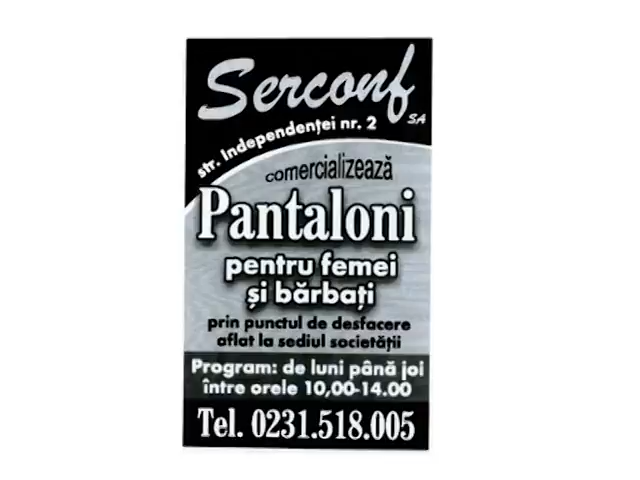 Serconf SA
str. Independenței nr. 2
comercializează
Pantaloni
pentru femei
și bărbați
prin punctul de desfacere
aflat la sediul societății
Program: de luni până joi
între orele 10,00-14.00
Tel. 0231.518.005